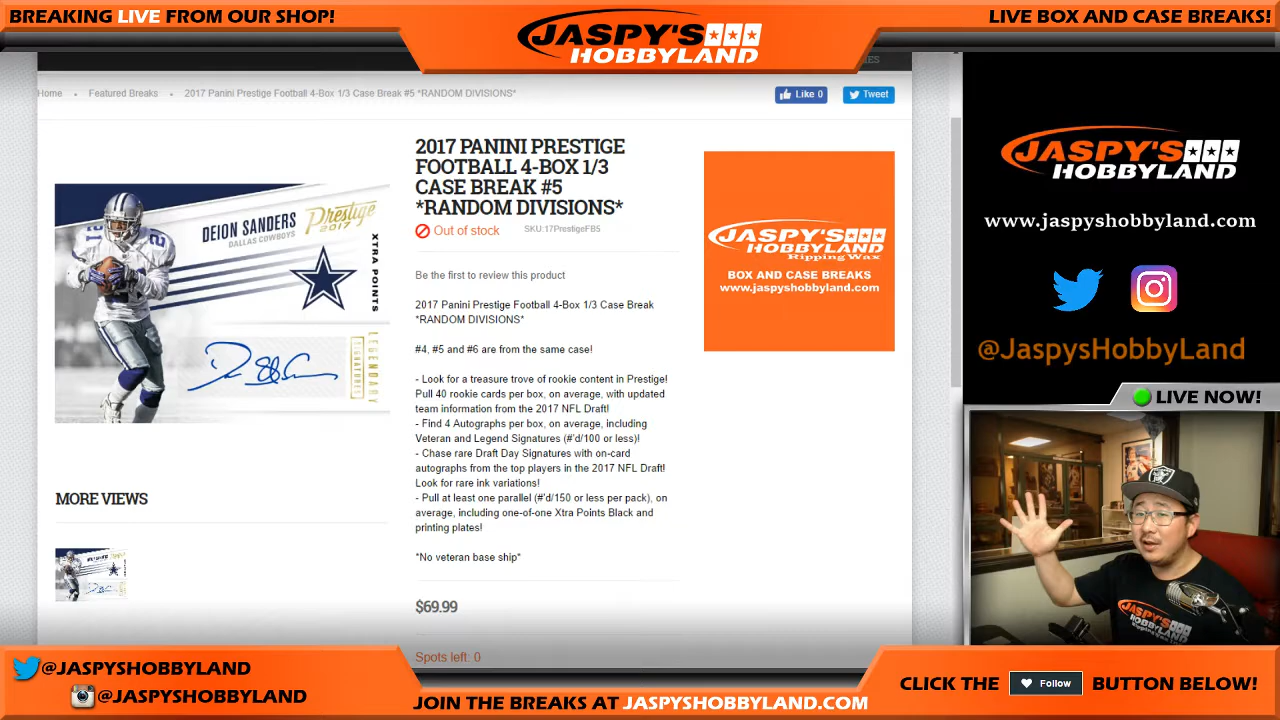 BREAKING LIVE FROM OUR SHOP!
JASPY'S
HOBBYLAND
LIVE BOX AND CASE BREAKS!
Home
Featured Breaks
2017 Panini Prestige Football 4-Box 1/3 Case Break #5 *RANDOM DIVISIONS*
Like 0
Tweet
2017 PANINI PRESTIGE
FOOTBALL 4-BOX 1/3
CASE BREAK #5
*RANDOM DIVISIONS*
Out of stock
SKU:17PrestigeFB5
Be the first to review this product
2017 Panini Prestige Football 4-Box 1/3 Case Break
*RANDOM DIVISIONS*
#4, #5 and #6 are from the same case!
- Look for a treasure trove of rookie content in Prestige!
Pull 40 rookie cards per box, on average, with updated
team information from the 2017 NFL Draft!
- Find 4 Autographs per box, on average, including
Veteran and Legend Signatures (#'d/100 or less)!
- Chase rare Draft Day Signatures with on-card
autographs from the top players in the 2017 NFL Draft!
Look for rare ink variations!
- Pull at least one parallel (#'d/150 or less per pack), on
average, including one-of-one Xtra Points Black and
printing plates!
*No veteran base ship*
$69.99
Spots left: 0
DEION SANDERS
DALLAS COWBOYS
Prestige
2017
XTRA POINTS
LEGENDARY
SIGNATURES
21
2
MORE VIEWS
JASPY'S
HOBBYLAND
Ripping Wax
BOX AND CASE BREAKS
www.jaspyshobbyland.com
JASPY'S
HOBBYLAND
www.jaspyshobbyland.com
@JaspysHobbyLand
LIVE NOW!
JASPY'S
HOBBYLAND
@JASPYSHOBBYLAND
@JASPYSHOBBYLAND
JOIN THE BREAKS AT JASPYSHOBBYLAND.COM
CLICK THE
Follow
BUTTON BELOW!